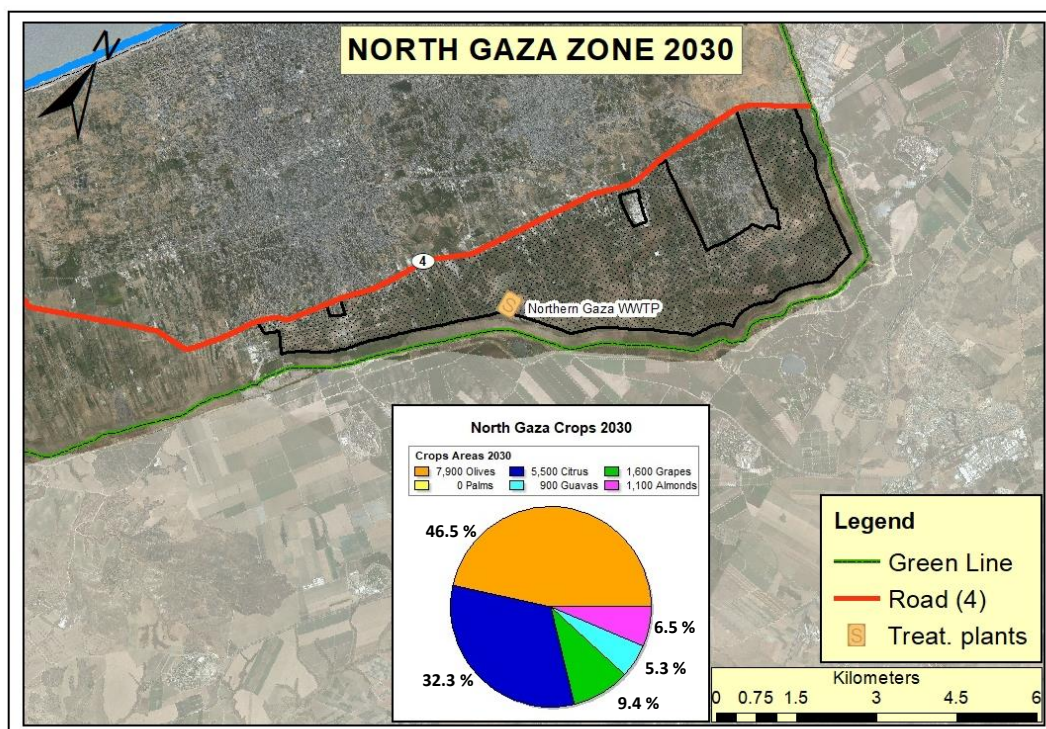 NORTH GAZA ZONE 2030
N
4
S
Northern Gaza WWTP
North Gaza Crops 2030
Crops Areas 2030
7,900 Olives 5,500 Citrus 1,600 Grapes
0 Palms 900 Guavas 1,100 Almonds
46.5 %
6.5 %
5.3 %
32.3 %
9.4 %
Legend
Green Line
Road (4)
S Treat. plants
Kilometers
0 0.75 1.5 3 4.5 6